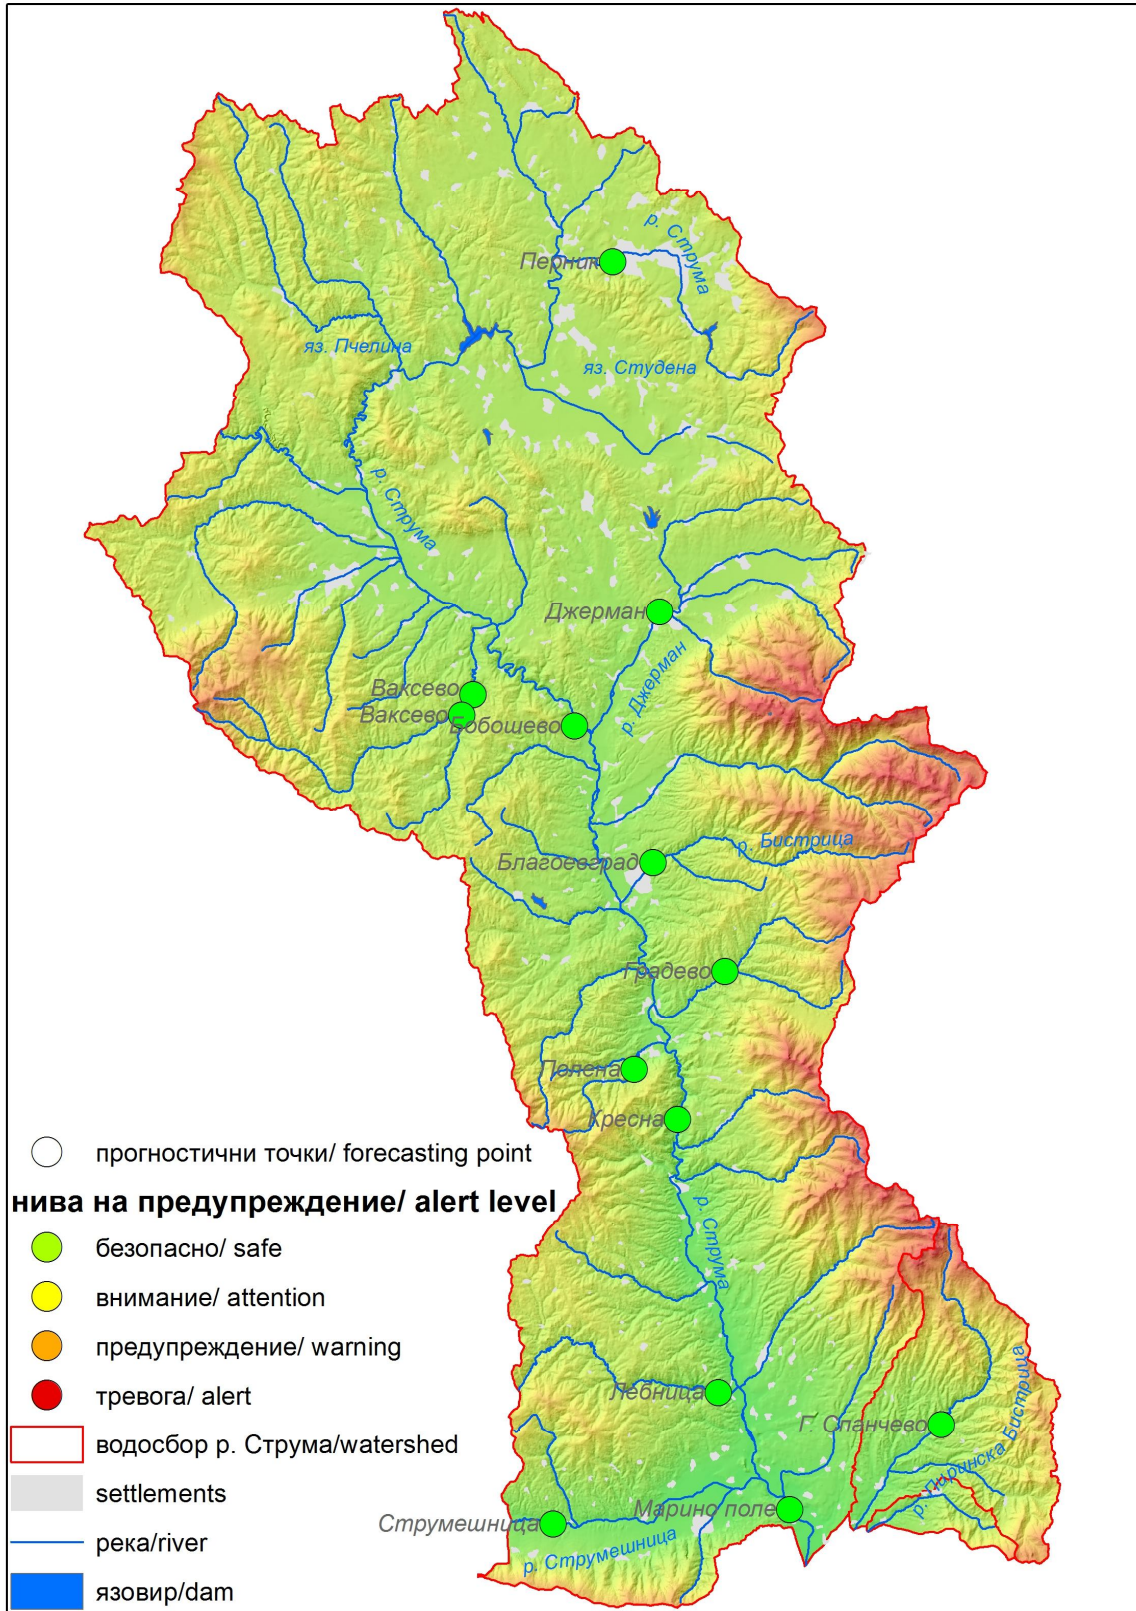 р. Струма
Перник
яз. Пчелина
яз. Студена
р. Струма
Джерман
р. Джерман
Ваксево
Ваксево
Бобошево
р. Бистрица
Благоевград
Градево
Полена
Кресна
прогностични точки/ forecasting point
нива на предупреждение/ alert level
безопасно/ safe
внимание/ attention
предупреждение/ warning
тревога/ alert
водосбор р. Струма/watershed
settlements
река/river
язовир/dam
р. Струма
Лебница
Г. Спанчево
р. Пиринска Бистрица
Марино поле
Струмешница
р. Струмешница